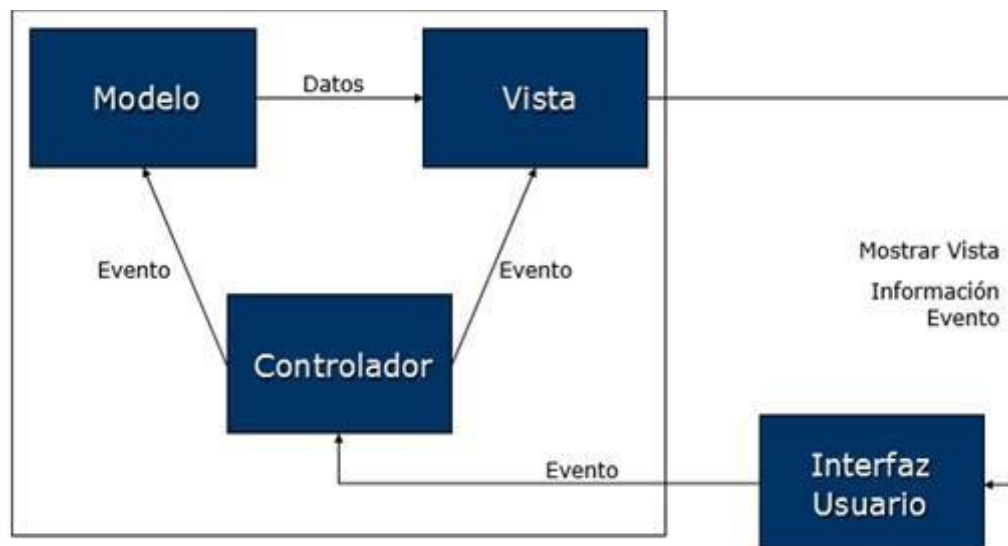 Modelo
Datos
Vista
Evento
Evento
Mostrar Vista
Información
Evento
Controlador
Evento
Interfaz
Usuario